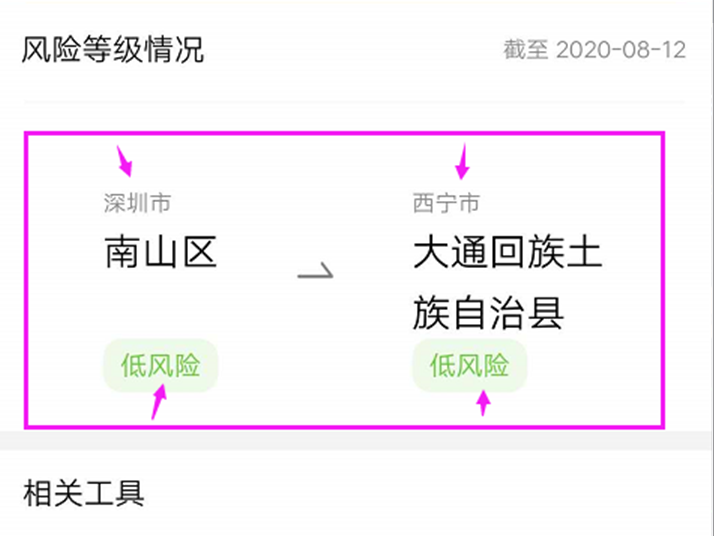 风险等级情况
截至 2020-08-12
深圳市
南山区
低风险
西宁市
大通回族土
族自治县
低风险
相关工具